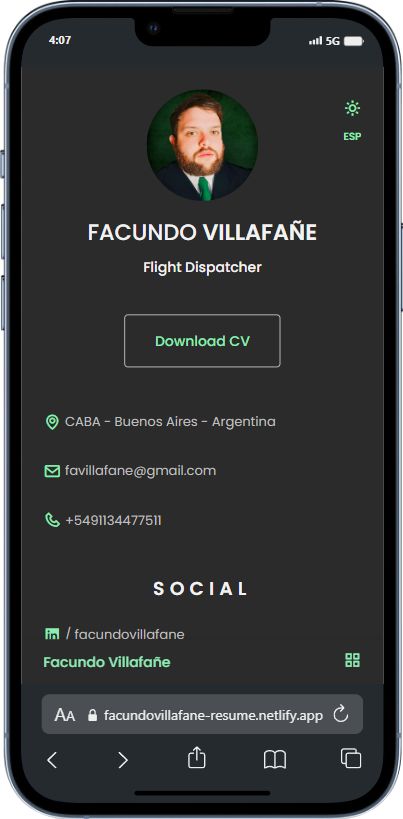 4:07
5G
ESP
FACUNDO VILLAFAÑE
Flight Dispatcher
Download CV
CABA - Buenos Aires - Argentina
favillafane@gmail.com
+5491134477511
SOCIAL
/ facundovillafane
Facundo Villafañe
AA facundovillafane-resume.netlify.app